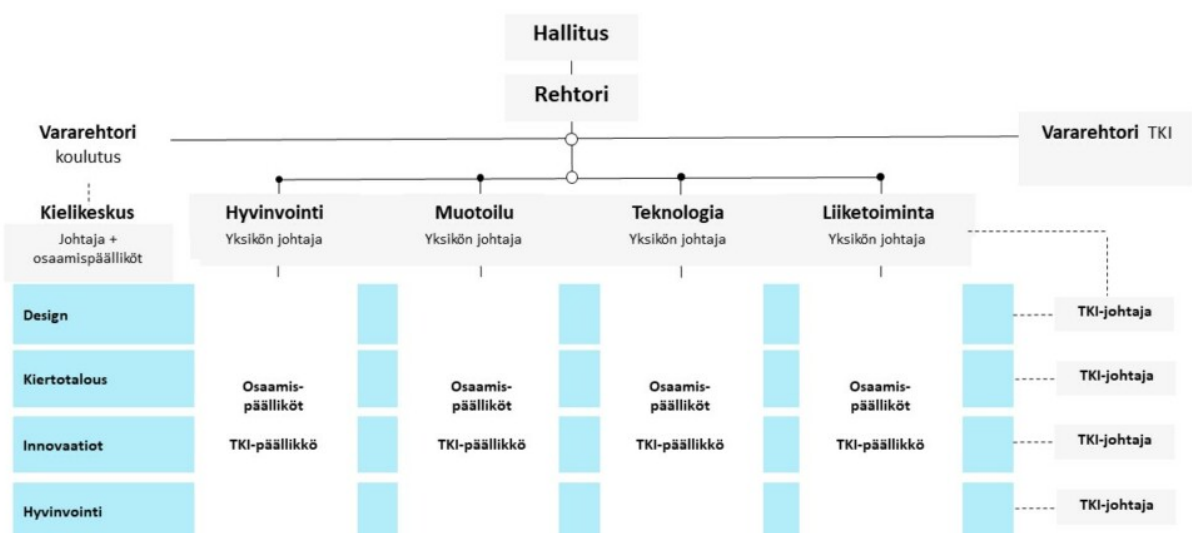 Hallitus
Rehtori
Vararehtori
koulutus
Vararehtori TKI
Kielikeskus
Johtaja +
osaamispäälliköt
Hyvinvointi
Yksikön johtaja
Muotoilu
Yksikön johtaja
Teknologia
Yksikön johtaja
Liiketoiminta
Yksikön johtaja
Design
TKI-johtaja
Kiertotalous
TKI-johtaja
Innovaatiot
TKI-johtaja
Hyvinvointi
TKI-johtaja
Osaamis-
päälliköt
TKI-päällikkö
Osaamis-
päälliköt
TKI-päällikkö
Osaamis-
päälliköt
TKI-päällikkö
Osaamis-
päälliköt
TKI-päällikkö